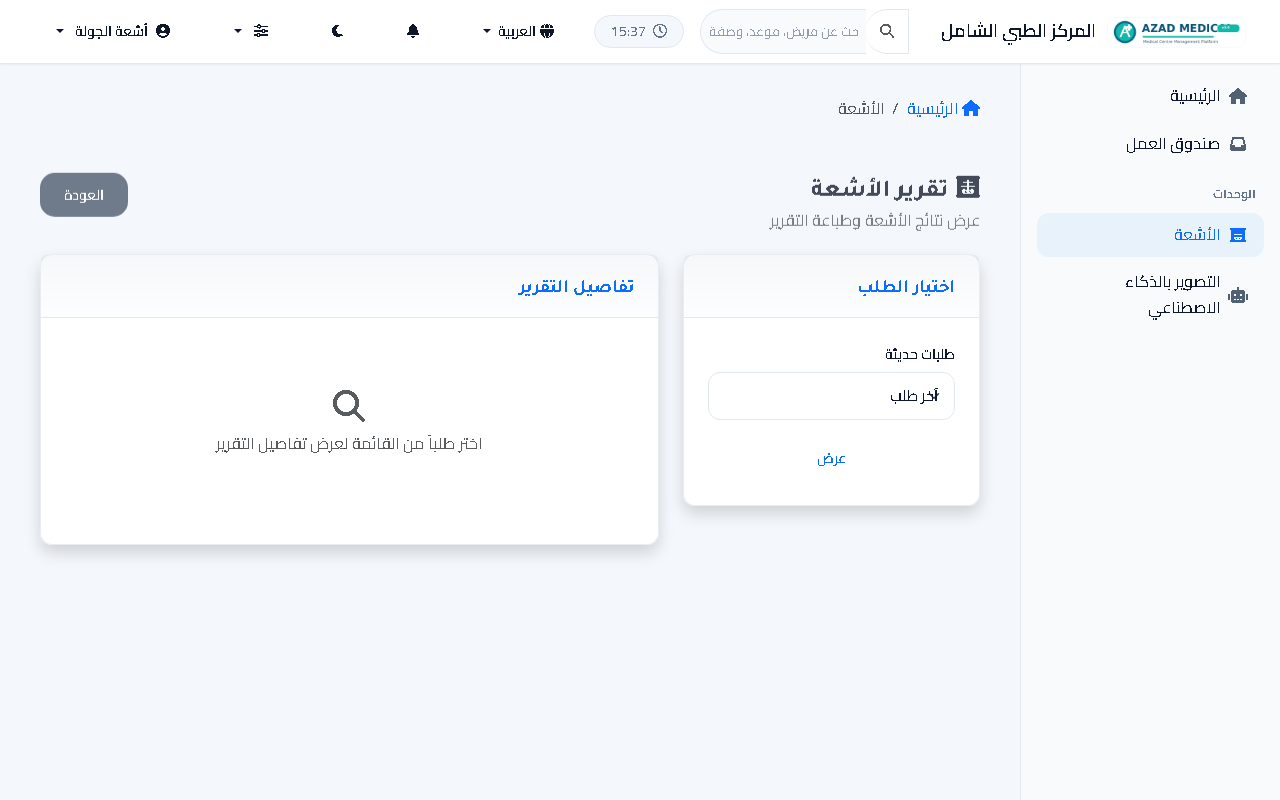 AZAD MEDIC
Medical Centre Management Platform
المركز الطبي الشامل
حث عن مريض، موعد، وصفة
15:37
العربية
أشعة الجولة
الرئيسية
صندوق العمل
الوحدات
الأشعة
التصوير بالذكاء
الاصطناعي
الرئيسية / الأشعة
تقرير الأشعة
عرض نتائج الأشعة وطباعة التقرير
العودة
اختيار الطلب
طلبات حديثة
آخر طلب
عرض
تفاصيل التقرير
اختر طلباً من القائمة لعرض تفاصيل التقرير